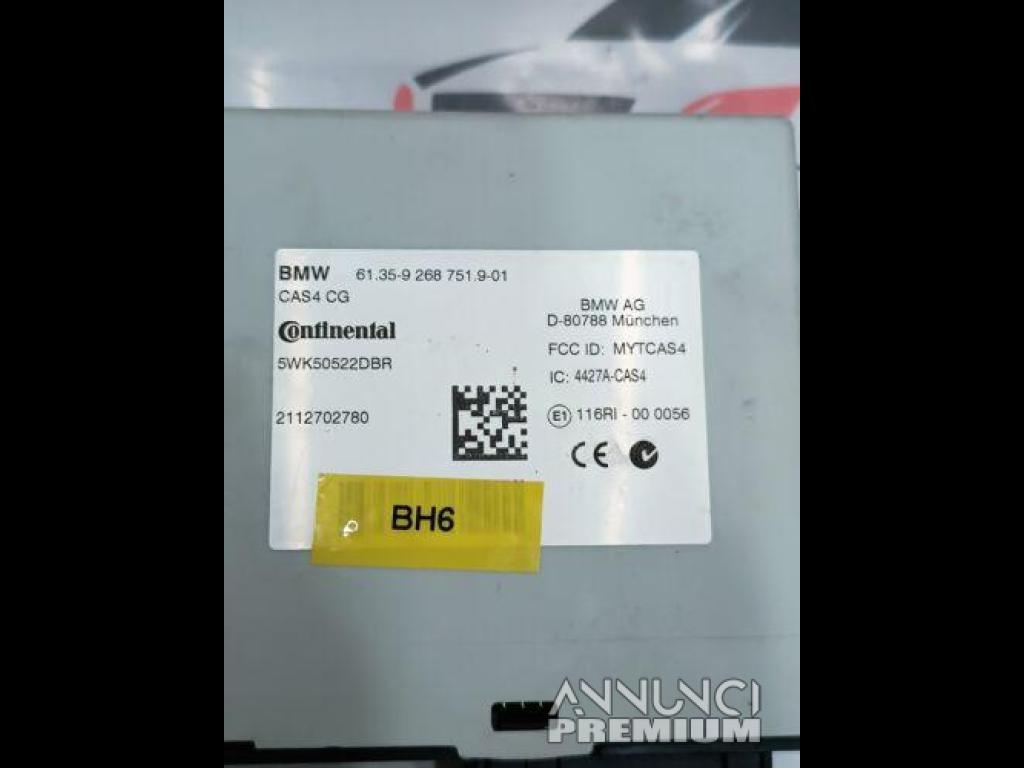 BMW 61.35-9 268 751.9-01
CAS4 CG
Continental
5WK50522DBR
2112702780
BMW AG
D-80788 München
FCC ID: MYTCAS4
IC: 4427A-CAS4
E1 116RI - 00 0056
CE
BH6
ANNUNCI
PREMIUM